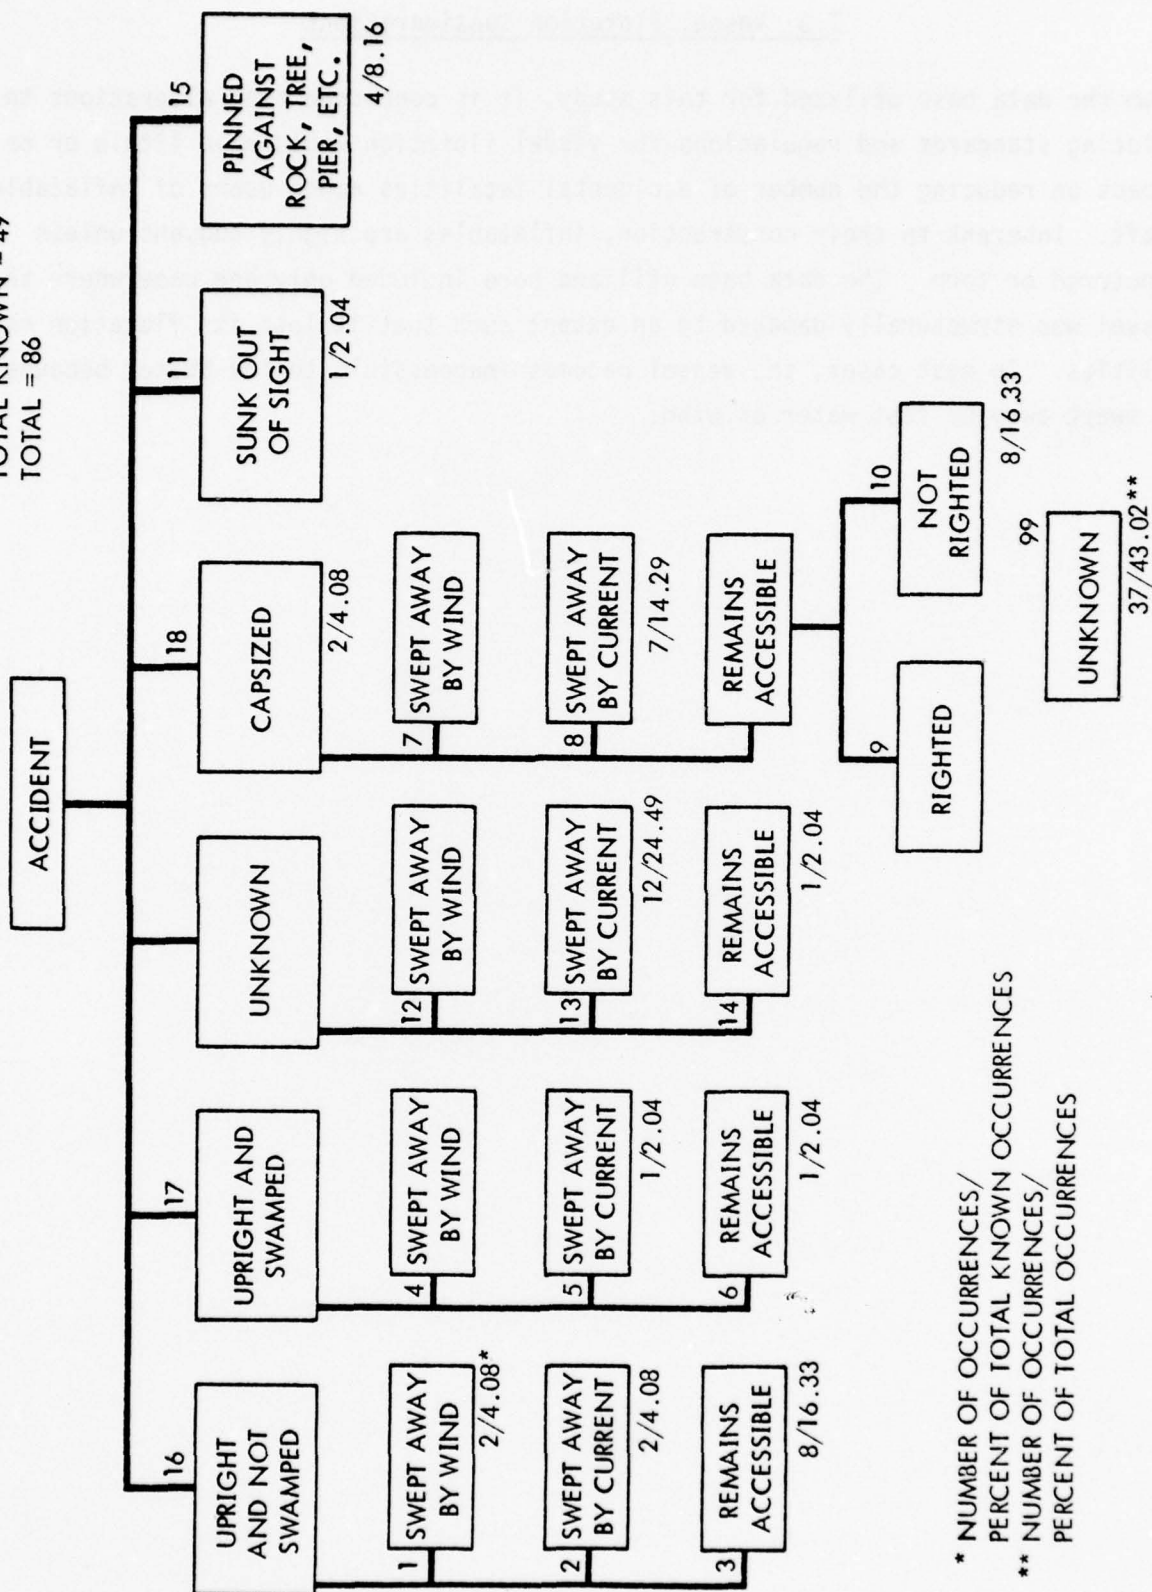 TOTAL KNOWN = 49
TOTAL = 86
ACCIDENT
16
UPRIGHT
AND NOT
SWAMPED
1
SWEPT AWAY
BY WIND
2/4.08*
2
SWEPT AWAY
BY CURRENT
2/4.08
3
REMAINS
ACCESSIBLE
8/16.33
17
UPRIGHT AND
SWAMPED
4
SWEPT AWAY
BY WIND
5
SWEPT AWAY
BY CURRENT
1/2.04
6
REMAINS
ACCESSIBLE
1/2.04
UNKNOWN
12
SWEPT AWAY
BY WIND
13
SWEPT AWAY
BY CURRENT
12/24.49
14
REMAINS
ACCESSIBLE
1/2.04
18
CAPSIZED
2/4.08
7
SWEPT AWAY
BY WIND
8
SWEPT AWAY
BY CURRENT
7/14.29
REMAINS
ACCESSIBLE
9
RIGHTED
10
NOT
RIGHTED
8/16.33
11
SUNK OUT
OF SIGHT
1/2.04
15
PINNED
AGAINST
ROCK, TREE,
PIER, ETC.
4/8.16
99
UNKNOWN
37/43.02**
* NUMBER OF OCCURRENCES/
PERCENT OF TOTAL KNOWN OCCURRENCES
** NUMBER OF OCCURRENCES/
PERCENT OF TOTAL OCCURRENCES